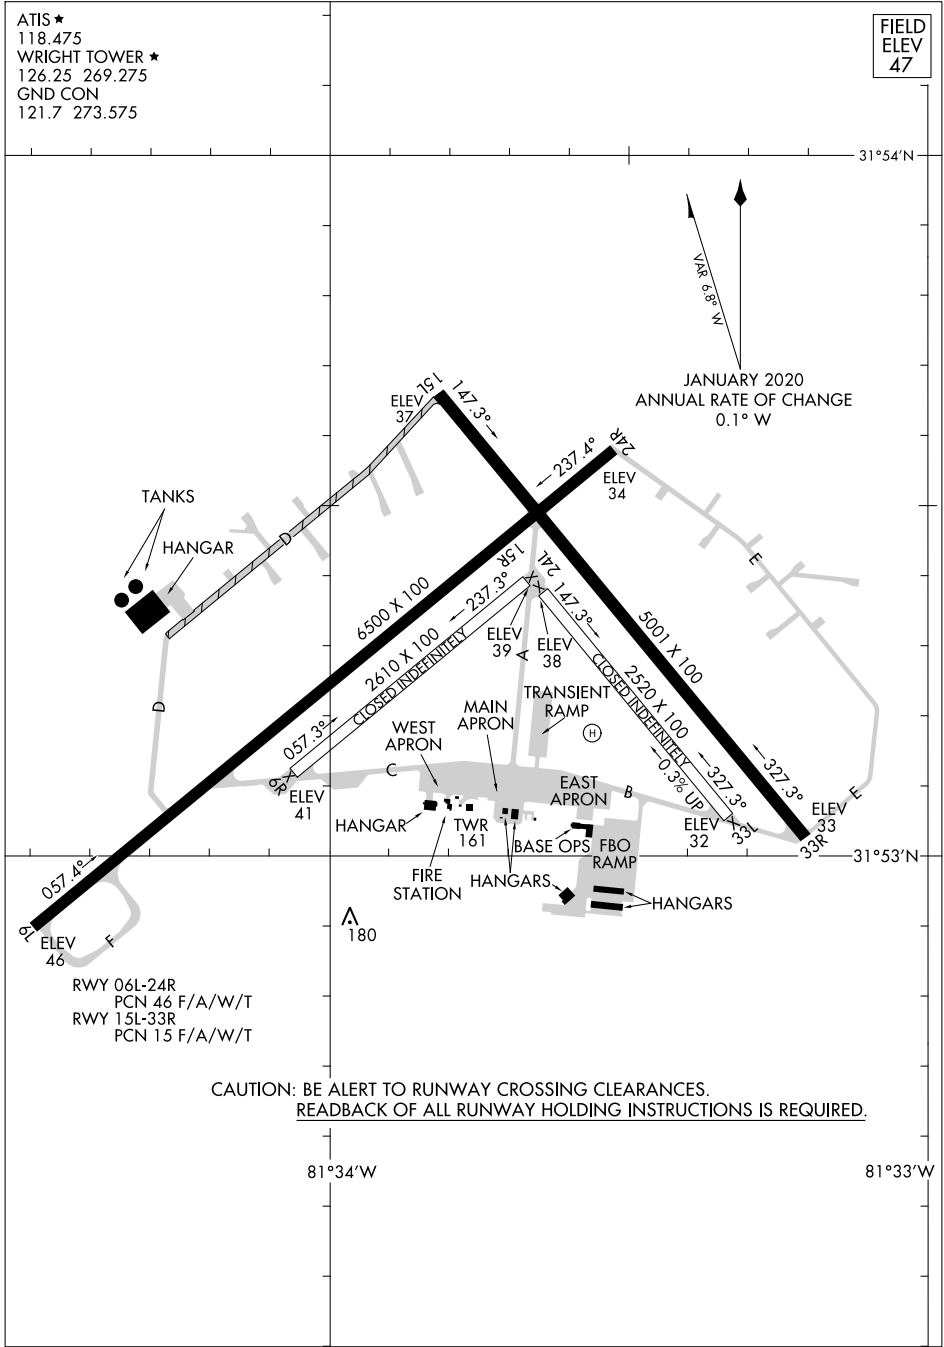 ATIS ★
118.475
WRIGHT TOWER ★
126.25 269.275
GND CON
121.7 273.575
FIELD
ELEV
47
31°54'N
VAR 6.8° W
JANUARY 2020
ANNUAL RATE OF CHANGE
0.1° W
15L
147.3°
ELEV
37
237.4°
24R
ELEV
34
TANKS
HANGAR
D
E
15R
24L
6500 X 100
237.3°
147.3°
5001 X 100
2610 X 100
CLOSED INDEFINITELY
ELEV
39
A
ELEV
38
2520 X 100
CLOSED INDEFINITELY
D
057.3°
MAIN
APRON
TRANSIENT
RAMP
WEST
APRON
H
X
X
C
6R
X
ELEV
41
EAST
APRON
B
0.3% UP
327.3°
327.3°
E
HANGAR
TWR
161
BASE OPS
FBO
RAMP
ELEV
32
X
33L
ELEV
33
33R
31°53'N
FIRE
STATION
HANGARS
HANGARS
057.4°
180
6L
ELEV
46
F
RWY 06L-24R
PCN 46 F/A/W/T
RWY 15L-33R
PCN 15 F/A/W/T
CAUTION: BE ALERT TO RUNWAY CROSSING CLEARANCES.
READBACK OF ALL RUNWAY HOLDING INSTRUCTIONS IS REQUIRED.
81°34'W
81°33'W